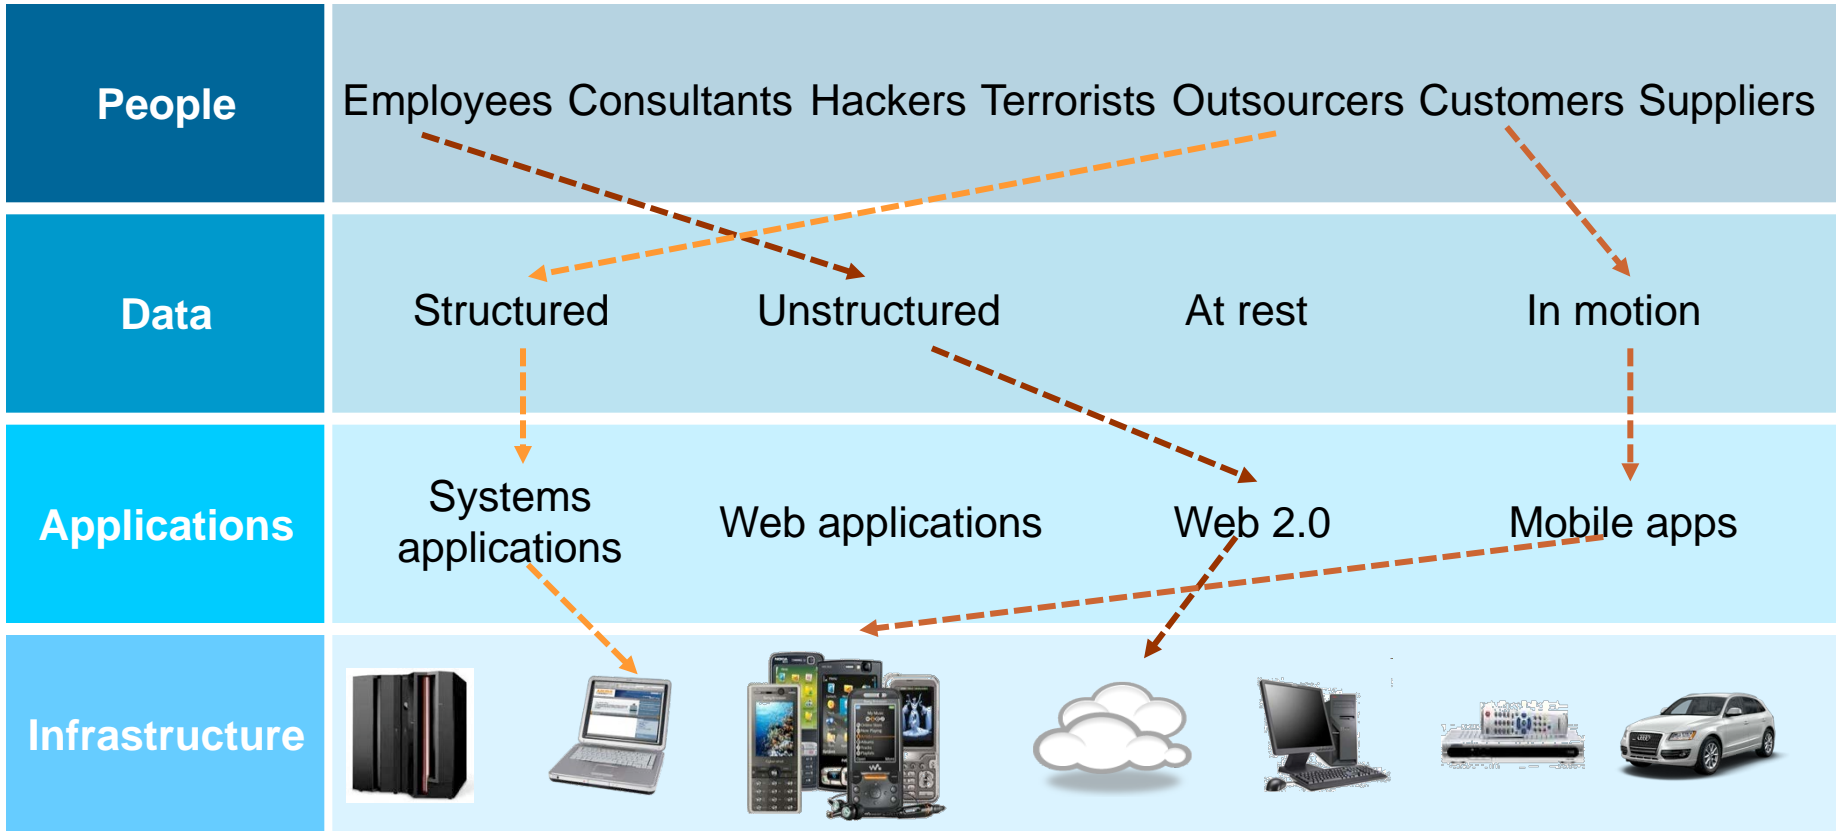 People
Employees Consultants Hackers Terrorists Outsourcers Customers Suppliers
Data
Structured Unstructured At rest In motion
Applications
Systems
applications
Web applications Web 2.0 Mobile apps
Infrastructure